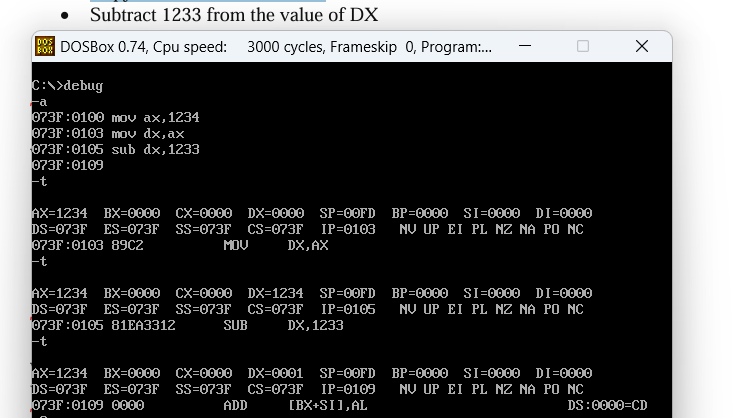 • Subtract 1233 from the value of DX
DOS BOX DOSBox 0.74, Cpu speed: 3000 cycles, Frameskip 0, Program:...
C:\>debug
-a
073F:0100 mov ax,1234
073F:0103 mov dx,ax
073F:0105 sub dx,1233
073F:0109
-t
AX=1234 BX=0000 CX=0000 DX=0000 SP=00FD BP=0000 SI=0000 DI=0000
DS=073F ES=073F SS=073F CS=073F IP=0103 NV UP EI PL NZ NA PO NC
073F:0103 89C2 MOV DX,AX
-t
AX=1234 BX=0000 CX=0000 DX=1234 SP=00FD BP=0000 SI=0000 DI=0000
DS=073F ES=073F SS=073F CS=073F IP=0105 NV UP EI PL NZ NA PO NC
073F:0105 81EA3312 SUB DX,1233
-t
AX=1234 BX=0000 CX=0000 DX=0001 SP=00FD BP=0000 SI=0000 DI=0000
DS=073F ES=073F SS=073F CS=073F IP=0109 NV UP EI PL NZ NA PO NC
073F:0109 0000 ADD [BX+SI],AL DS:0000=CD